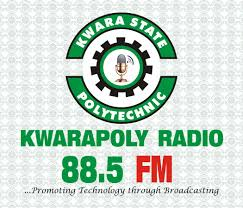 KWARA STATE
POLYTECHNIC
KWARAPOLY RADIO
88.5 FM
...Promoting Technology through Broadcasting